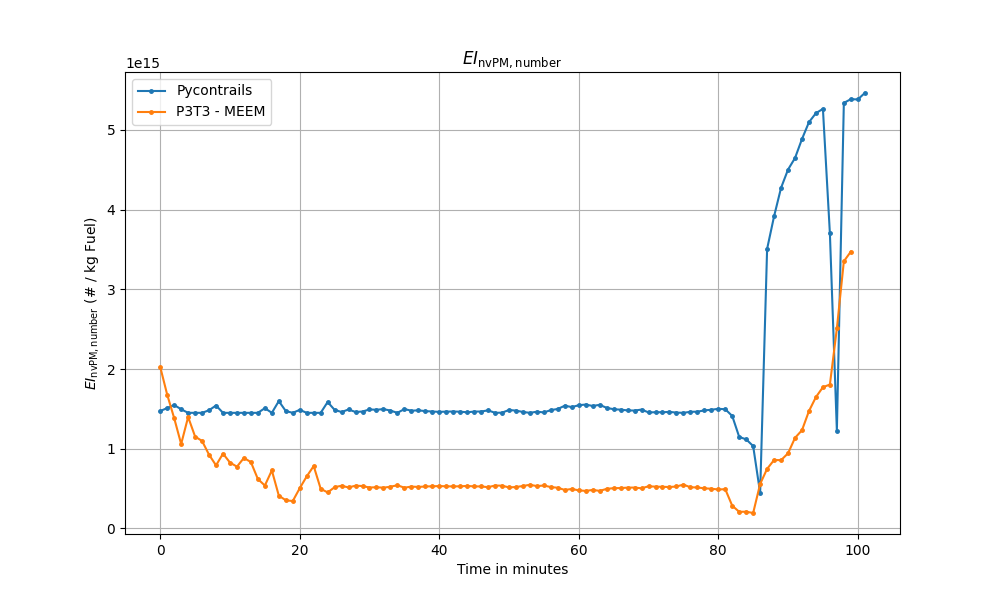 EI_nvPM, number
1e15
Pycontrails
P3T3 - MEEM
5
4
3
2
1
0
EI_nvPM, number (# / kg Fuel)
0 20 40 60 80 100
Time in minutes